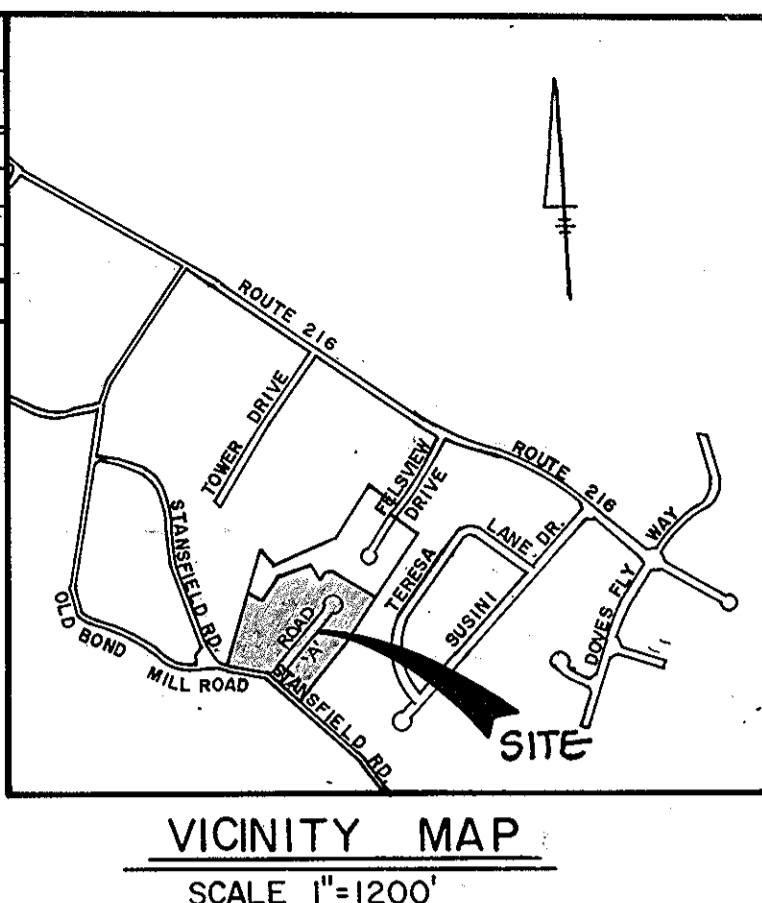 ROUTE 216
TOWER DRIVE
FELSVIEW
DRIVE
ROUTE 216
LANE DR.
TERESA
SUSINI
DOVES FLY WAY
STANSFIELD RD.
OLD BOND
MILL ROAD
ROAD
'A'
STANSFIELD RD.
SITE
VICINITY MAP
SCALE 1"=1200'